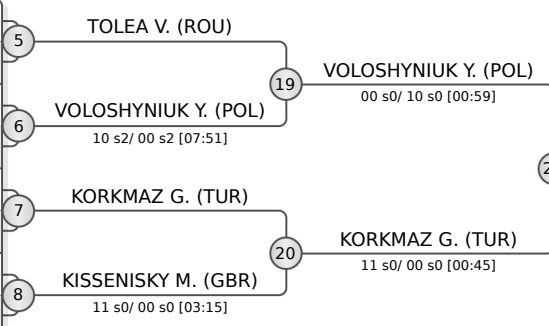 TOLEA V. (ROU)
5
19
VOLOSHYNIUK Y. (POL)
00 s0/ 10 s0 [00:59]
VOLOSHYNIUK Y. (POL)
6
10 s2/ 00 s2 [07:51]
2
KORKMAZ G. (TUR)
7
20
KORKMAZ G. (TUR)
11 s0/ 00 s0 [00:45]
KISSENISKY M. (GBR)
8
11 s0/ 00 s0 [03:15]